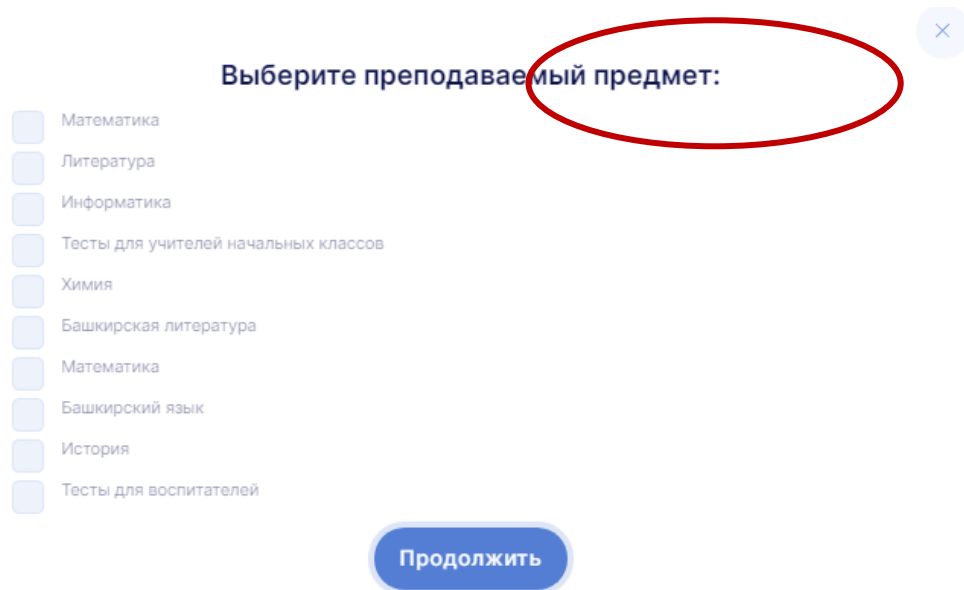 Выберите преподаваемый предмет:
Математика
Литература
Информатика
Тесты для учителей начальных классов
Химия
Башкирская литература
Математика
Башкирский язык
История
Тесты для воспитателей
Продолжить